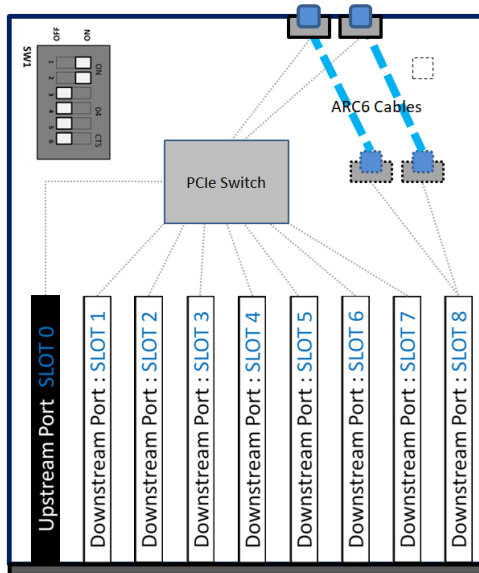 OFF
ON
SW1
1
2
3
4
5
6
ON
04
CTS
ARC6 Cables
PCIe Switch
Upstream Port SLOT 0
Downstream Port : SLOT 1
Downstream Port : SLOT 2
Downstream Port : SLOT 3
Downstream Port : SLOT 4
Downstream Port : SLOT 5
Downstream Port : SLOT 6
Downstream Port : SLOT 7
Downstream Port : SLOT 8